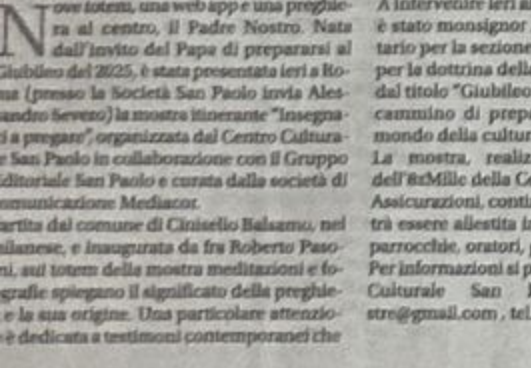 Nove totem, una web app e una preghie-
ra al centro, il Padre Nostro. Nata
dall'invito del Papa di prepararsi al
Giubileo del 2025, è stata presentata ieri a Ro-
ma (presso la Società San Paolo in via Ales-
sandro Severo) la mostra itinerante "Insegna-
ci a pregare", organizzata dal Centro Cultura-
e San Paolo in collaborazione con il Gruppo
Editoriale San Paolo e curata dalla società di
omunicazione Mediacor.
artita dal comune di Cinisello Balsamo, nel
ilanese, e inaugurata da fra Roberto Paso-
ni, sui totem della mostra meditazioni e fo-
grafie spiegano il significato della preghie-
e la sua origine. Una particolare attenzio-
è dedicata a testimoni contemporanei che
A intervenire ieri
è stato monsignor
tario per la sezion
per la dottrina dell
dal titolo "Giubileo
cammino di prep
mondo della cultur
La mostra, realiz
dell'8xMille della C
Assicurazioni, conti
trà essere allestita i
parrocchie, oratori,
Per informazioni si p
Culturale San
stre@gmail.com, tel.